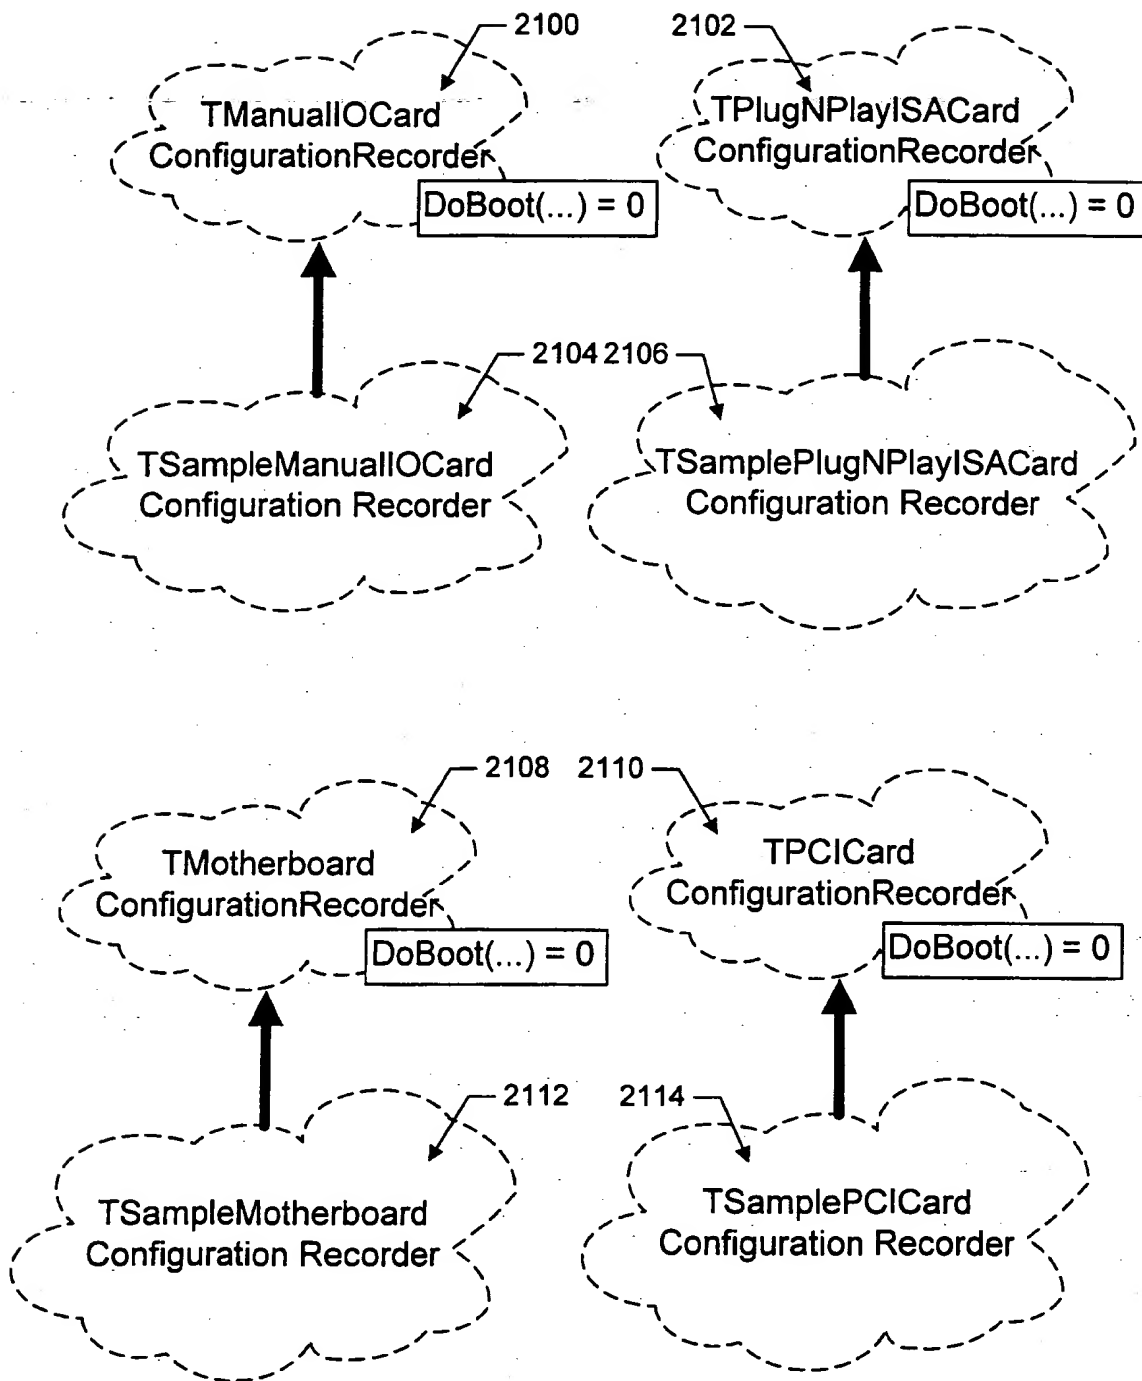 2100
2102
TManualIOCard
ConfigurationRecorder
DoBoot(...) = 0
TPlugNPlayISACard
ConfigurationRecorder
DoBoot(...) = 0
2104
2106
TSampleManualIOCard
Configuration Recorder
TSamplePlugNPlayISACard
Configuration Recorder
2108
2110
TMotherboard
ConfigurationRecorder
DoBoot(...) = 0
TPCICard
ConfigurationRecorder
DoBoot(...) = 0
2112
2114
TSampleMotherboard
Configuration Recorder
TSamplePCICard
Configuration Recorder